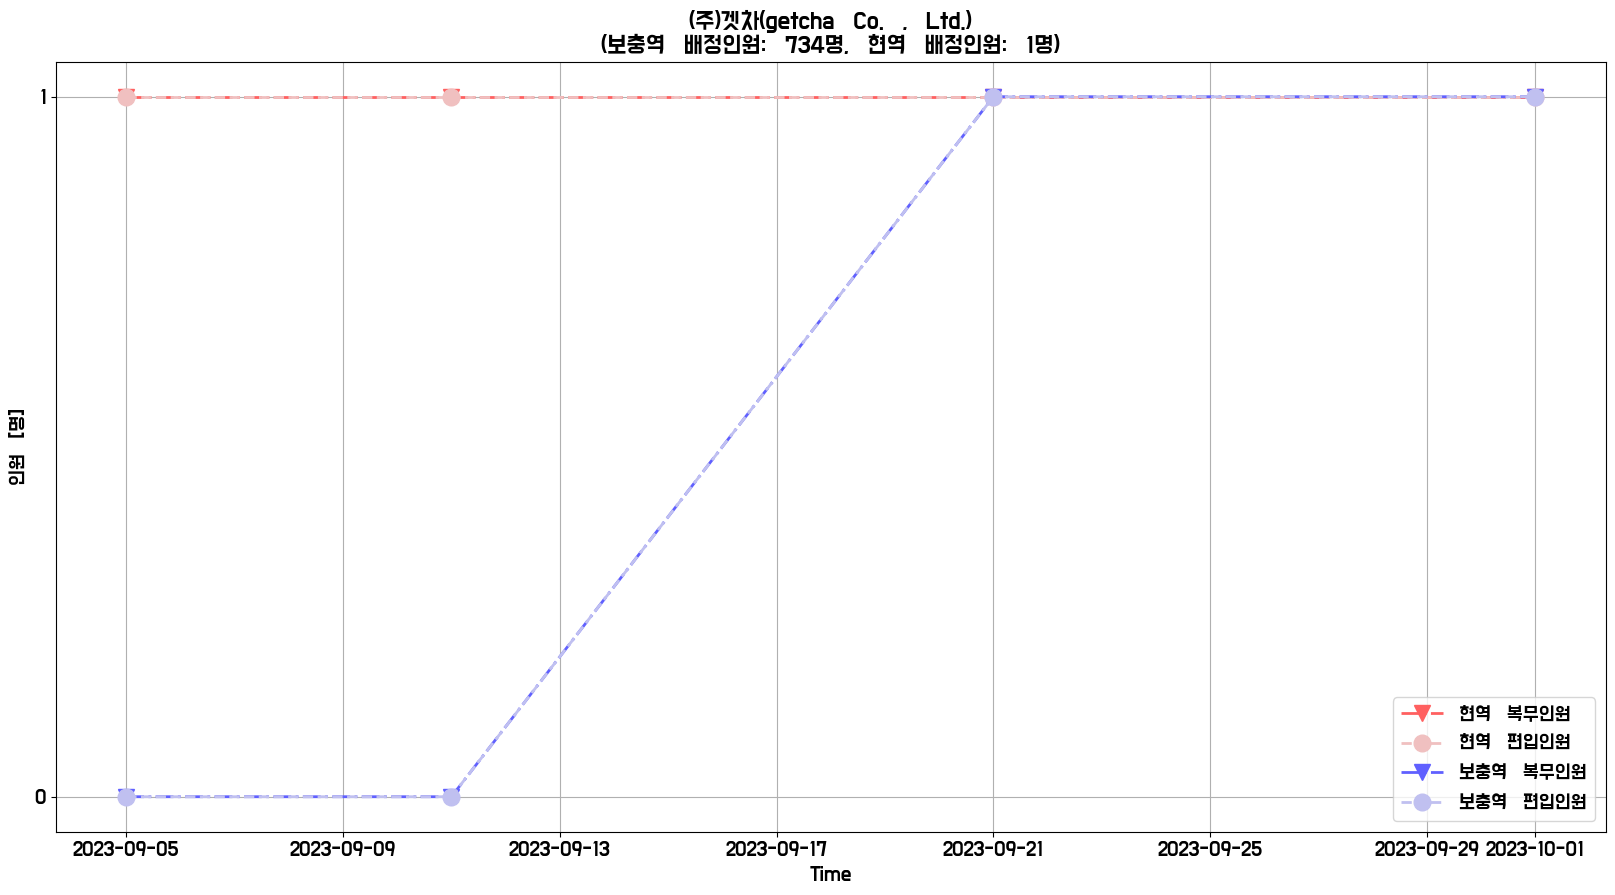 (주)겟차(getcha Co. , Ltd.)
(보충역 배정인원: 734명, 현역 배정인원: 1명)
1
0
인원 [명]
2023-09-05 2023-09-09 2023-09-13 2023-09-17 2023-09-21 2023-09-25 2023-09-29 2023-10-01
Time
현역 복무인원
현역 편입인원
보충역 복무인원
보충역 편입인원